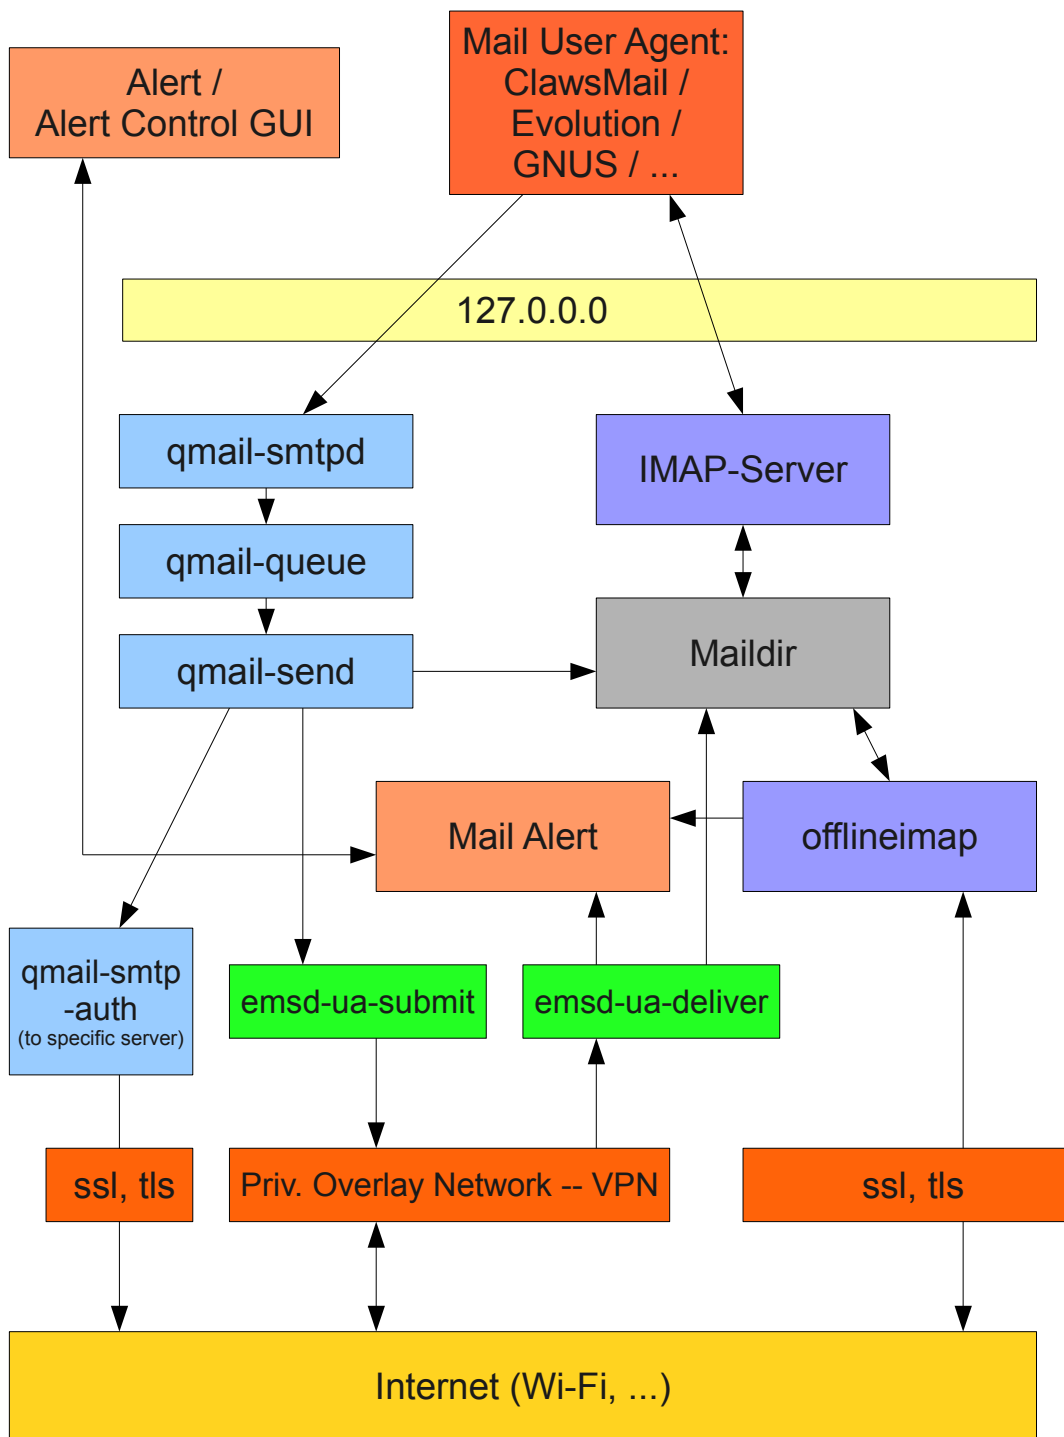 Alert /
Alert Control GUI
Mail User Agent:
ClawsMail /
Evolution /
GNUS / ...
127.0.0.0
qmail-smtpd
IMAP-Server
qmail-queue
qmail-send
Maildir
Mail Alert
offlineimap
qmail-smtp
-auth
(to specific server)
emsd-ua-submit
emsd-ua-deliver
ssl, tls
Priv. Overlay Network -- VPN
ssl, tls
Internet (Wi-Fi, ...)